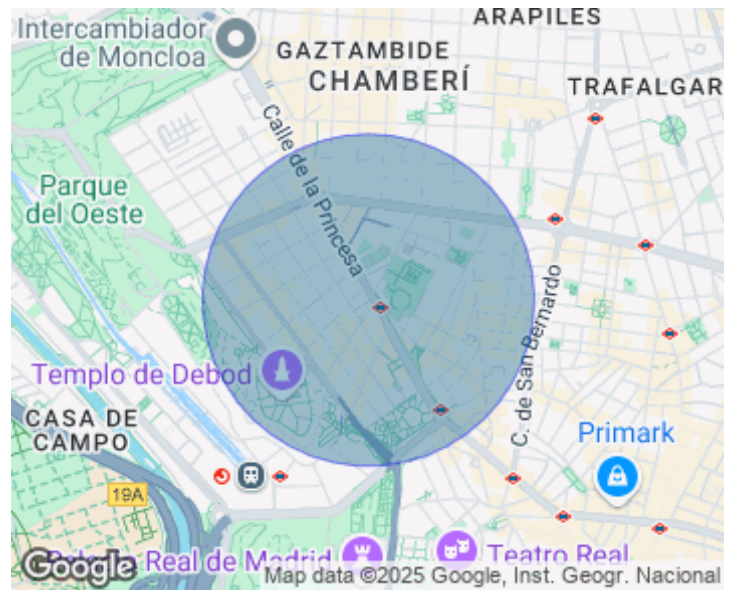 ARAPILES
Intercambiador
de Moncloa
GAZTAMBIDE
CHAMBERÍ
TRAFALGAR
Calle de la Princesa
Parque
del Oeste
C. de San Bernardo
Templo de Debod
CASA DE
CAMPO
Primark
19A
Palacio Real de Madrid
Teatro Real
Google
Map data ©2025 Google, Inst. Geogr. Nacional